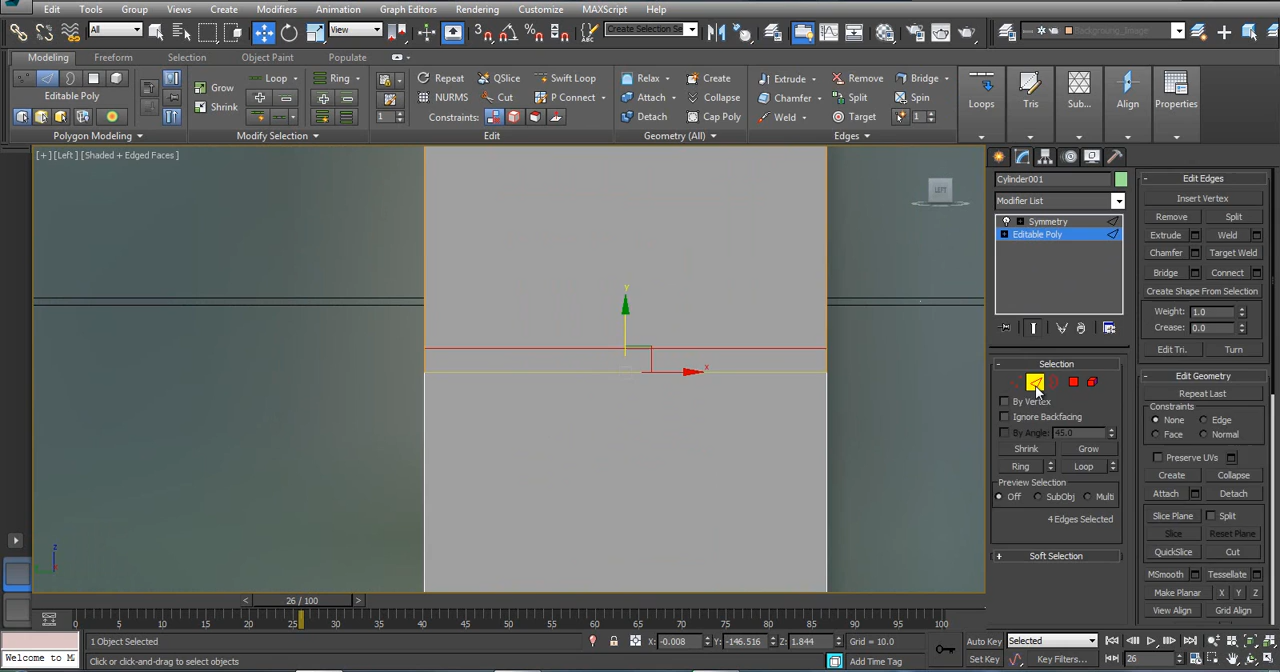 Edit Tools Group Views Create Modifiers Animation Graph Editors Rendering Customize MAXScript Help
All View Create Selection Se
Modeling Freeform Selection Object Paint Populate
Grow Loop Ring Repeat QSlice Swift Loop Relax Create Extrude Remove Bridge
Editable Poly Shrink NURMS Cut P Connect Attach Collapse Chamfer Split Spin Loops Tris Sub... Align Properties
1 Constraints: Detach Cap Poly Weld Target 1
Polygon Modeling Modify Selection Edit Geometry (All) Edges
[+] [Left] [Shaded + Edged Faces]
LEFT
y
x
z
Cylinder001
Modifier List
Symmetry
Editable Poly
Selection
By Vertex
Ignore Backfacing
By Angle: 45.0
Shrink Grow
Ring Loop
Preview Selection
Off SubObj Multi
4 Edges Selected
Soft Selection
Edit Edges
Insert Vertex
Remove Split
Extrude Weld
Chamfer Target Weld
Bridge Connect
Create Shape From Selection
Weight: 1.0
Crease: 0.0
Edit Tri. Turn
Edit Geometry
Repeat Last
Constraints
None Edge
Face Normal
Preserve UVs
Create Collapse
Attach Detach
Slice Plane Split
Slice Reset Plane
QuickSlice Cut
MSmooth Tessellate
Make Planar X Y Z
View Align Grid Align
< 26 / 100 >
0 5 10 15 20 25 30 35 40 45 50 55 60 65 70 75 80 85 90 95 100
1 Object Selected X: -0.008 Y: -146.516 Z: 1.844 Grid = 10.0 Auto Key Selected
Welcome to M Click or click-and-drag to select objects Add Time Tag Set Key Key Filters... 26